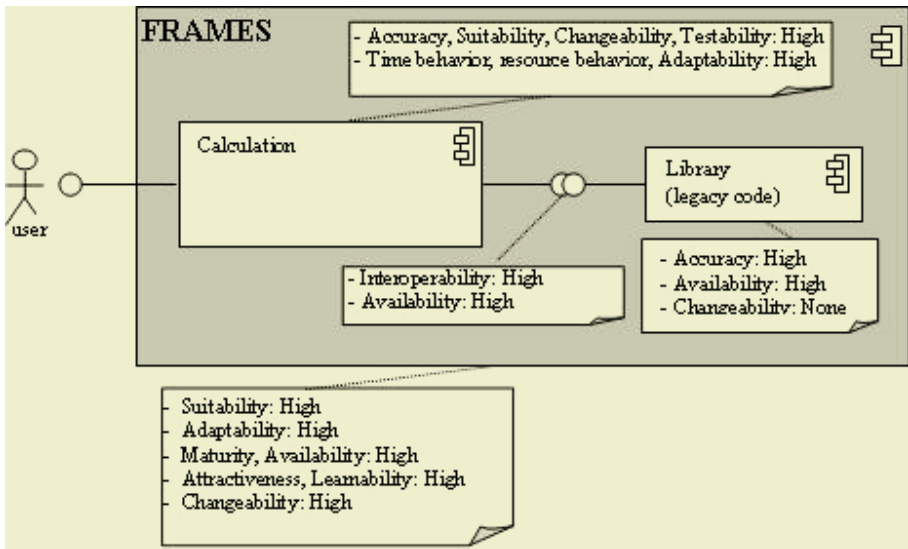 FRAMES
- Accuracy, Suitability, Changeability, Testability: High
- Time behavior, resource behavior, Adaptability: High
Calculation
Library
(legacy code)
user
- Interoperability: High
- Availability: High
- Accuracy: High
- Availability: High
- Changeability: None
- Suitability: High
- Adaptability: High
- Maturity, Availability: High
- Attractiveness, Learnability: High
- Changeability: High